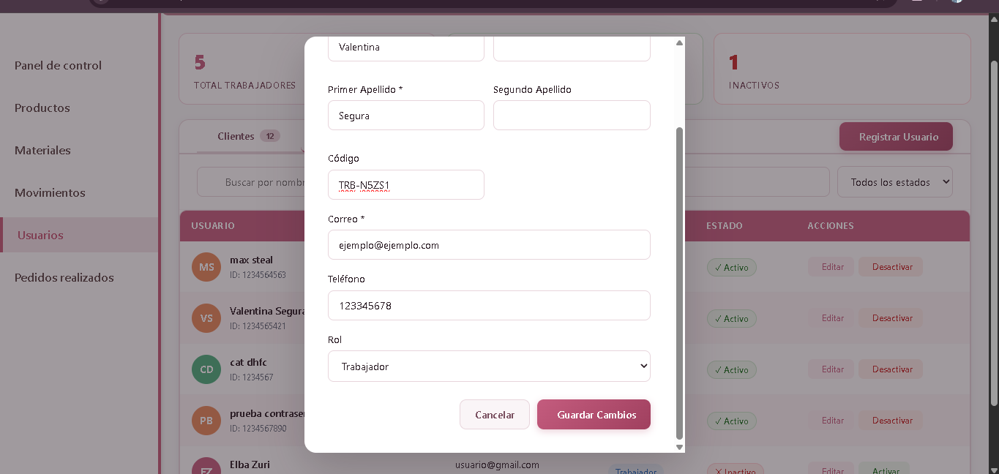 Panel de control
Productos
Materiales
Movimientos
Usuarios
Pedidos realizados
5
TOTAL TRABAJADORES
1
INACTIVOS
Clientes 12
Registrar Usuario
Buscar por nombr
Todos los estados
USUARIO ESTADO ACCIONES
MS max steal
ID: 1234564563
✓ Activo Editar Desactivar
VS Valentina Segura
ID: 1234565421
✓ Activo Editar Desactivar
CD cat dhfc
ID: 1234567
✓ Activo Editar Desactivar
PB prueba contraseñ
ID: 1234567890
✓ Activo Editar Desactivar
EZ Elba Zuri
usuario@gmail.com
Trabajador X Inactivo Editar Activar
Valentina
Primer Apellido * Segundo Apellido
Segura
Código
TRB-N5ZS1
Correo *
ejemplo@ejemplo.com
Teléfono
123345678
Rol
Trabajador
Cancelar Guardar Cambios